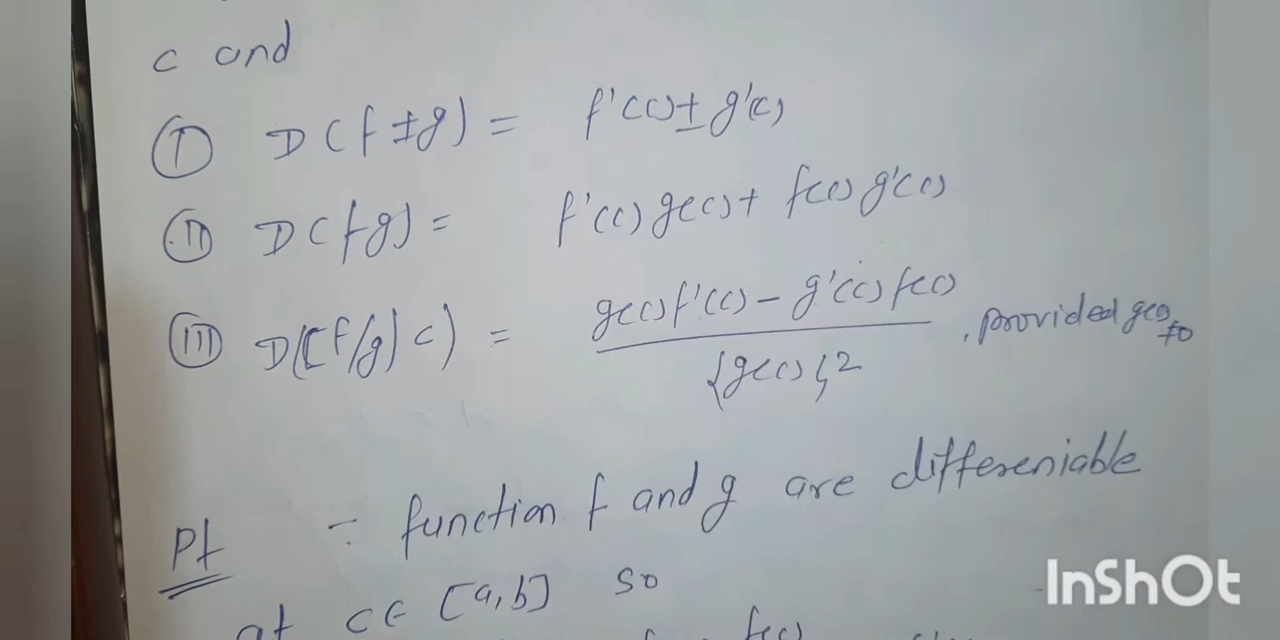 c and
(I) D(f ± g) = f'(c) ± g'(c)
(II) D(fg) = f'(c) g(c) + f(c) g'(c)
(III) D((f/g) c) = g(c) f'(c) - g'(c) f(c) / {g(c)}2 , provided g(c) ≠ 0
Pf ÷ function f and g are differeniable
at c ∈ [a, b] so
f(c)
InShOt